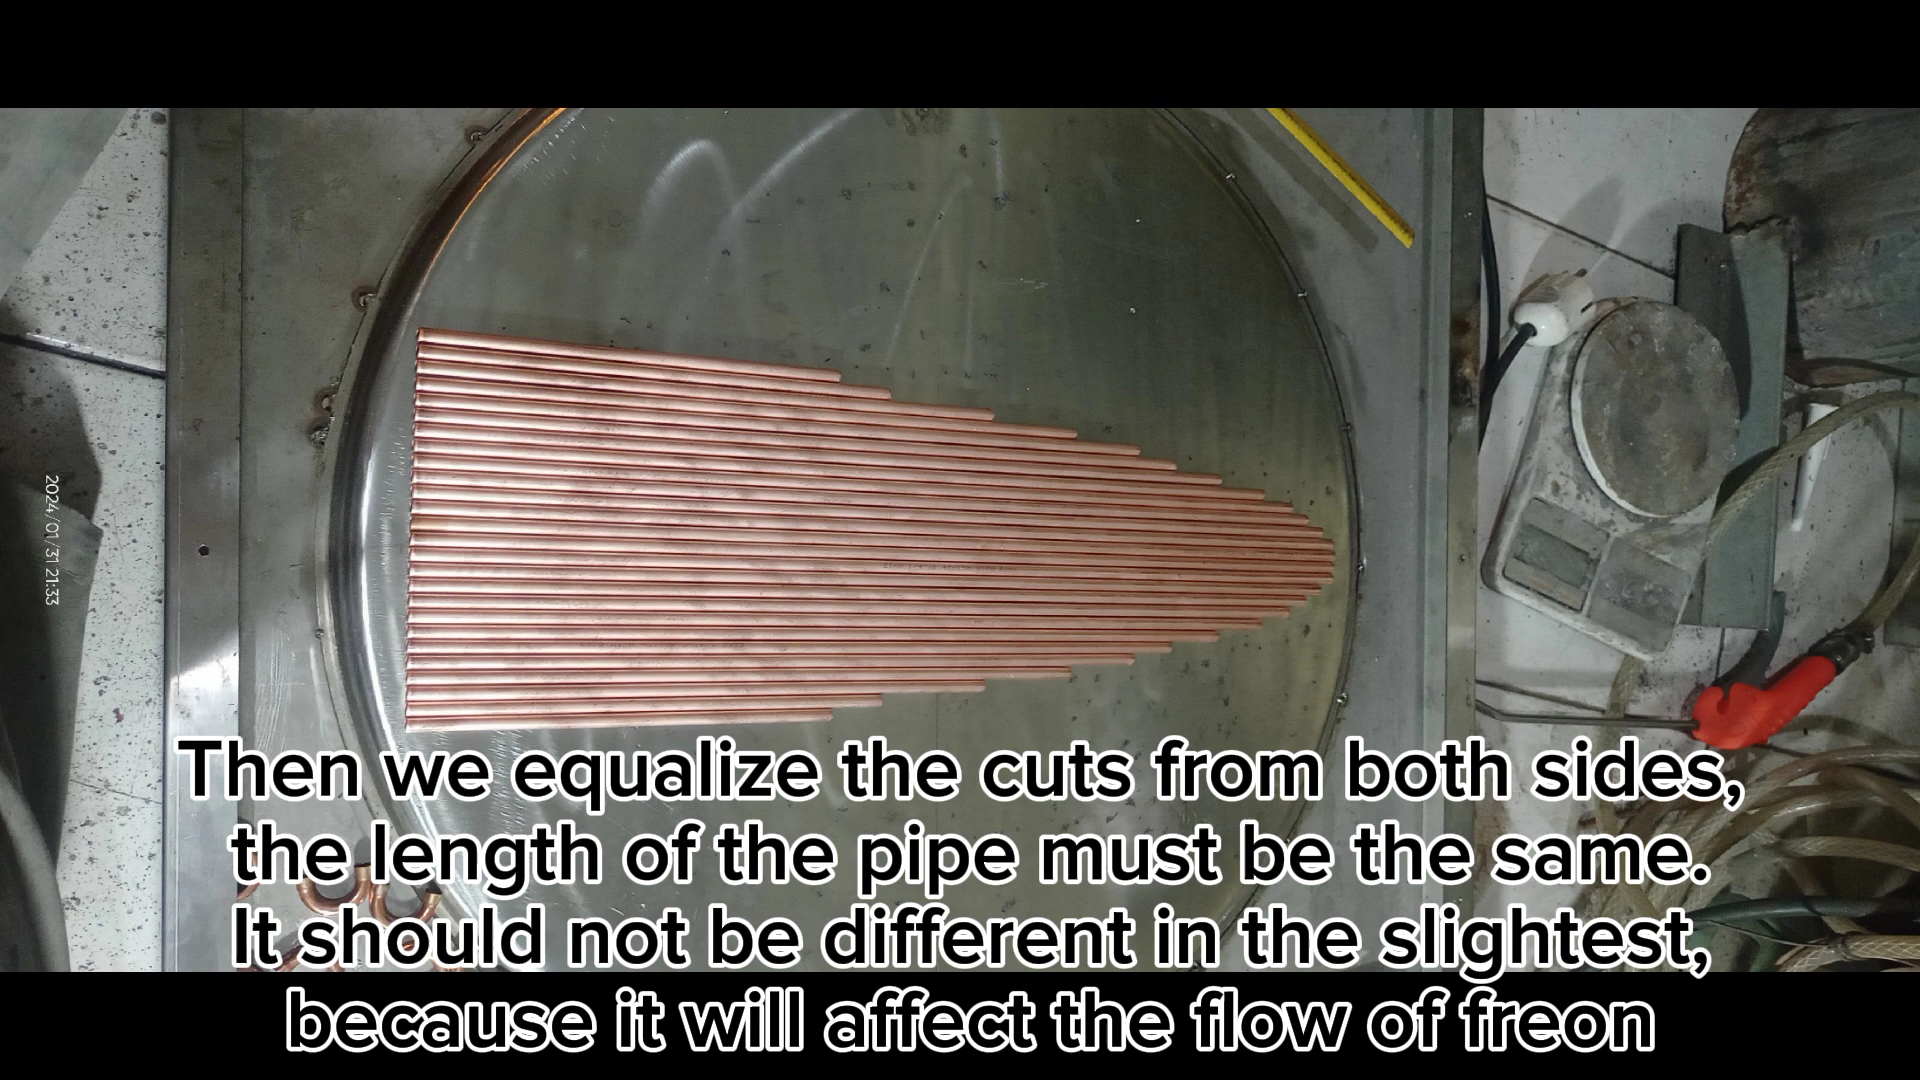 2024/01/31 21:33
Then we equalize the cuts from both sides,
the length of the pipe must be the same.
It should not be different in the slightest,
because it will affect the flow of freon